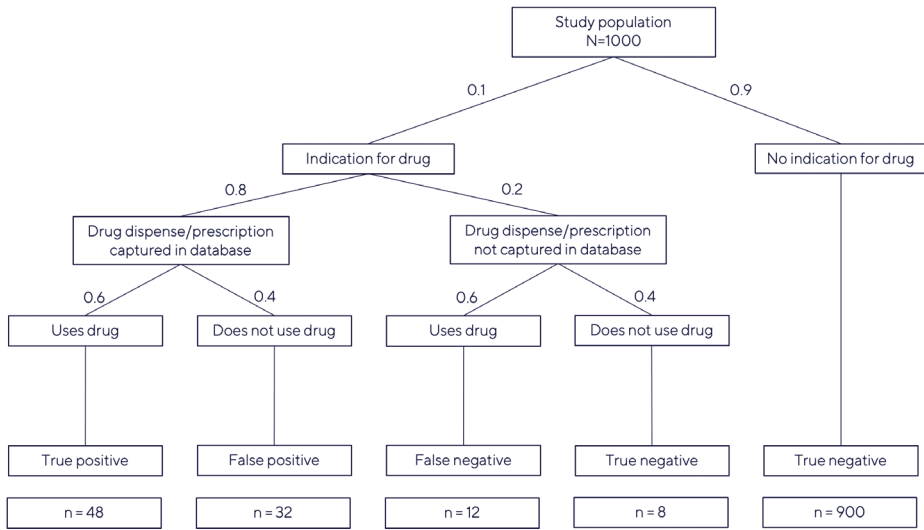 Study population
N=1000
0.1
0.9
Indication for drug
No indication for drug
0.8
0.2
Drug dispense/prescription
captured in database
Drug dispense/prescription
not captured in database
0.6
0.4
0.6
0.4
Uses drug
Does not use drug
Uses drug
Does not use drug
True positive
False positive
False negative
True negative
True negative
n = 48
n = 32
n = 12
n = 8
n = 900